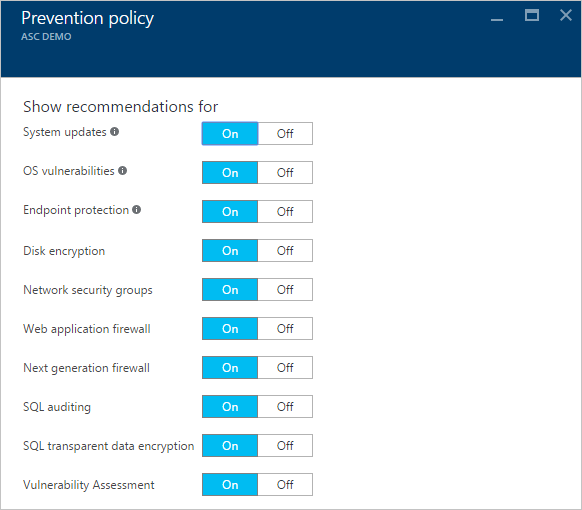 Prevention policy
ASC DEMO
Show recommendations for
System updates On Off
OS vulnerabilities On Off
Endpoint protection On Off
Disk encryption On Off
Network security groups On Off
Web application firewall On Off
Next generation firewall On Off
SQL auditing On Off
SQL transparent data encryption On Off
Vulnerability Assessment On Off